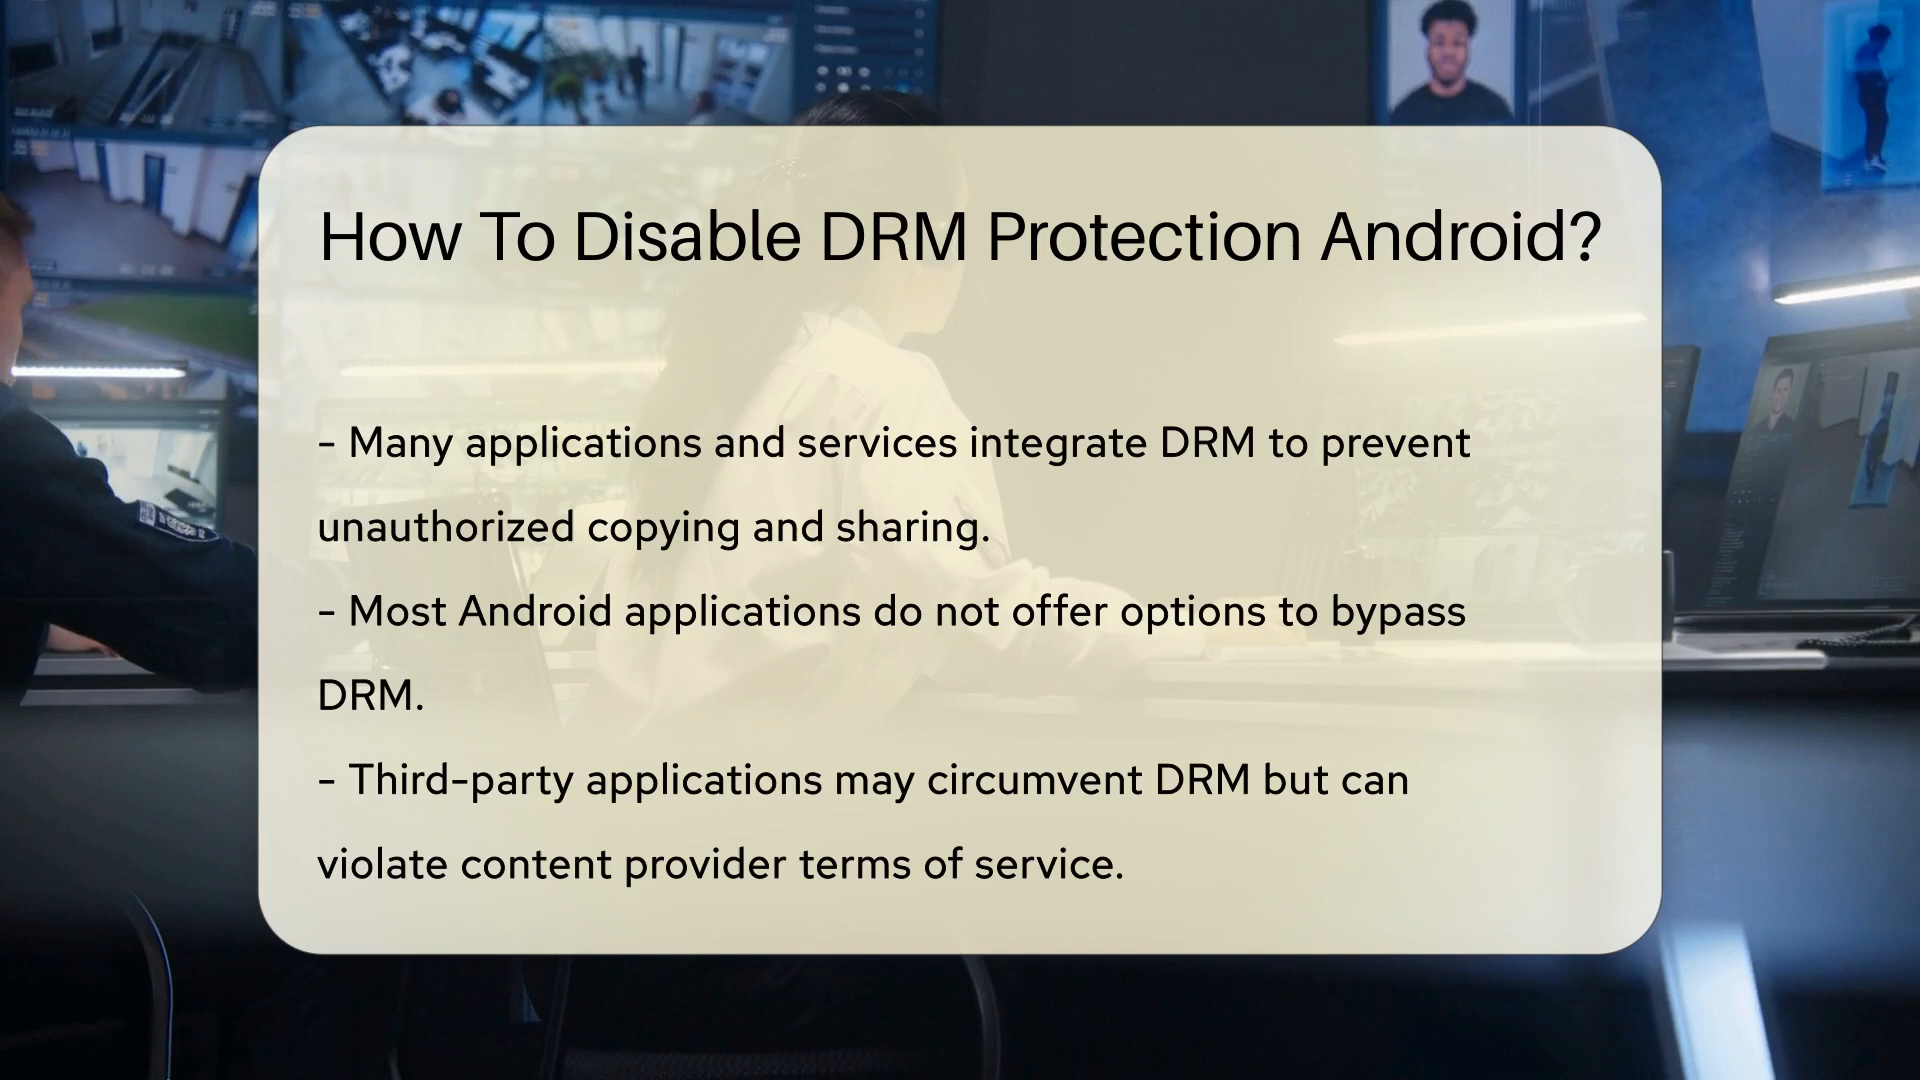 How To Disable DRM Protection Android?
- Many applications and services integrate DRM to prevent
unauthorized copying and sharing.
- Most Android applications do not offer options to bypass
DRM.
- Third-party applications may circumvent DRM but can
violate content provider terms of service.